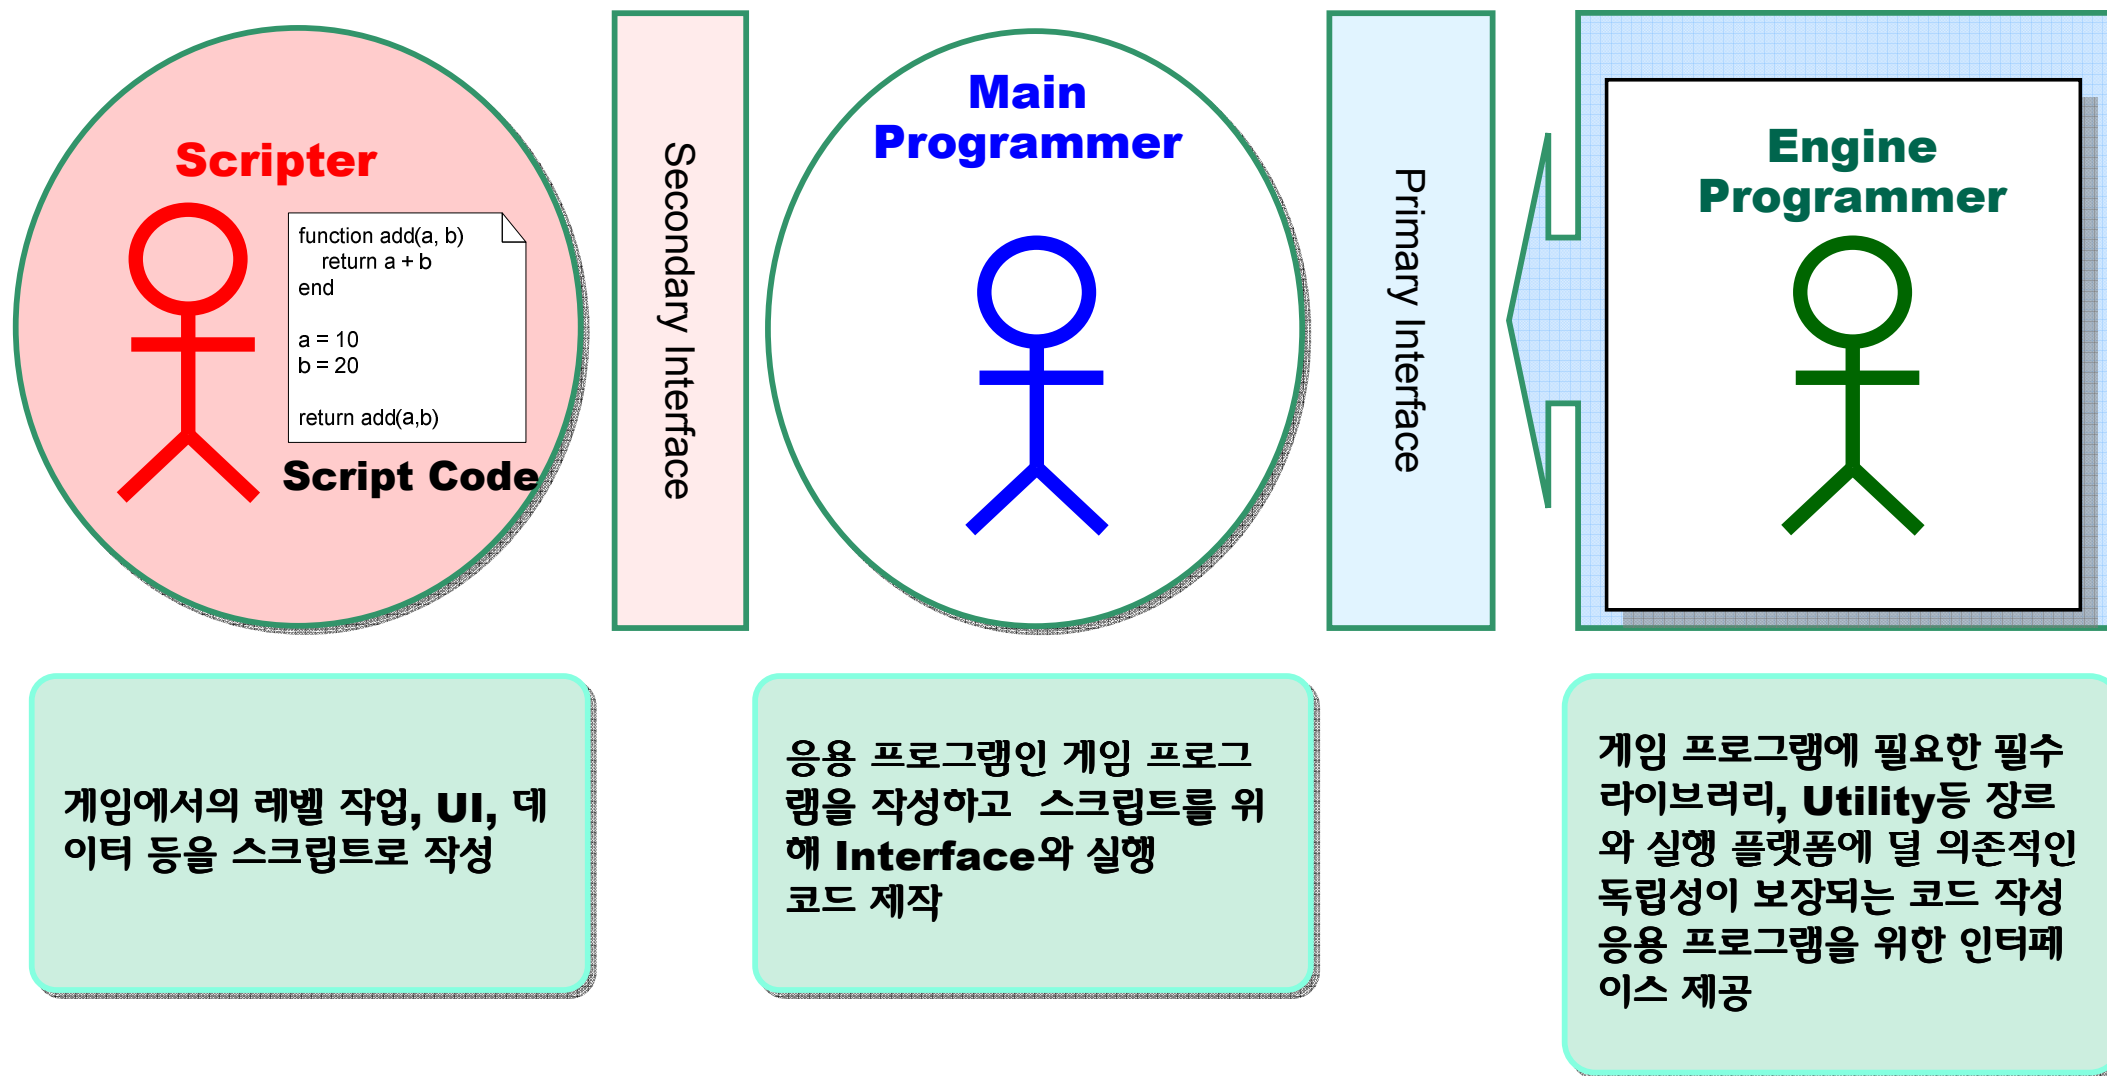 Scripter
function add(a, b)
return a + b
end
a = 10
b = 20
return add(a,b)
Script Code
Secondary Interface
Main
Programmer
Primary Interface
Engine
Programmer
게임에서의 레벨 작업, UI, 데
이터 등을 스크립트로 작성
응용 프로그램인 게임 프로그
램을 작성하고 스크립트를 위
해 Interface와 실행
코드 제작
게임 프로그램에 필요한 필수
라이브러리, Utility등 장르
와 실행 플랫폼에 덜 의존적인
독립성이 보장되는 코드 작성
응용 프로그램을 위한 인터페
이스 제공